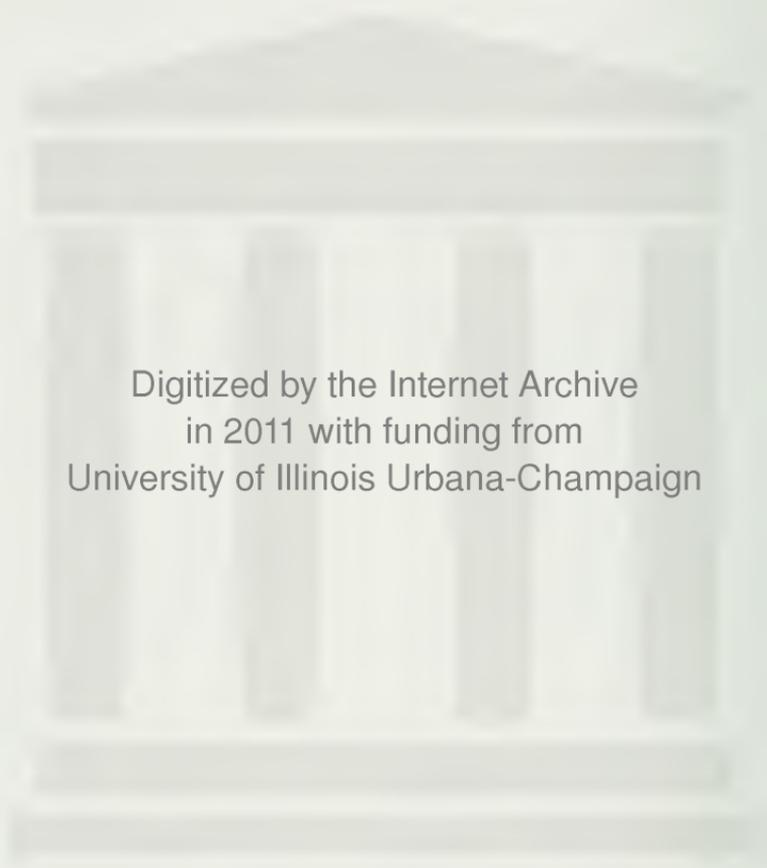 Digitized by the Internet Archive
in 2011 with funding from
University of Illinois Urbana-Champaign